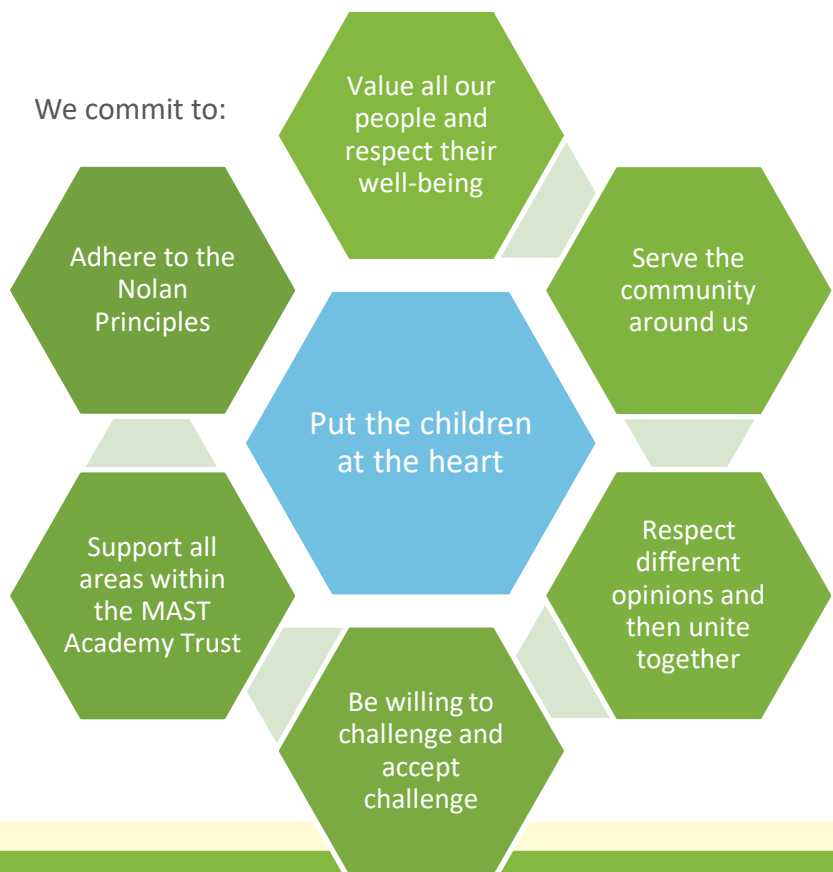 We commit to:
Value all our
people and
respect their
well-being
Serve the
community
around us
Respect
different
opinions and
then unite
together
Be willing to
challenge and
accept
challenge
Support all
areas within
the MAST
Academy Trust
Adhere to the
Nolan
Principles
Put the children
at the heart